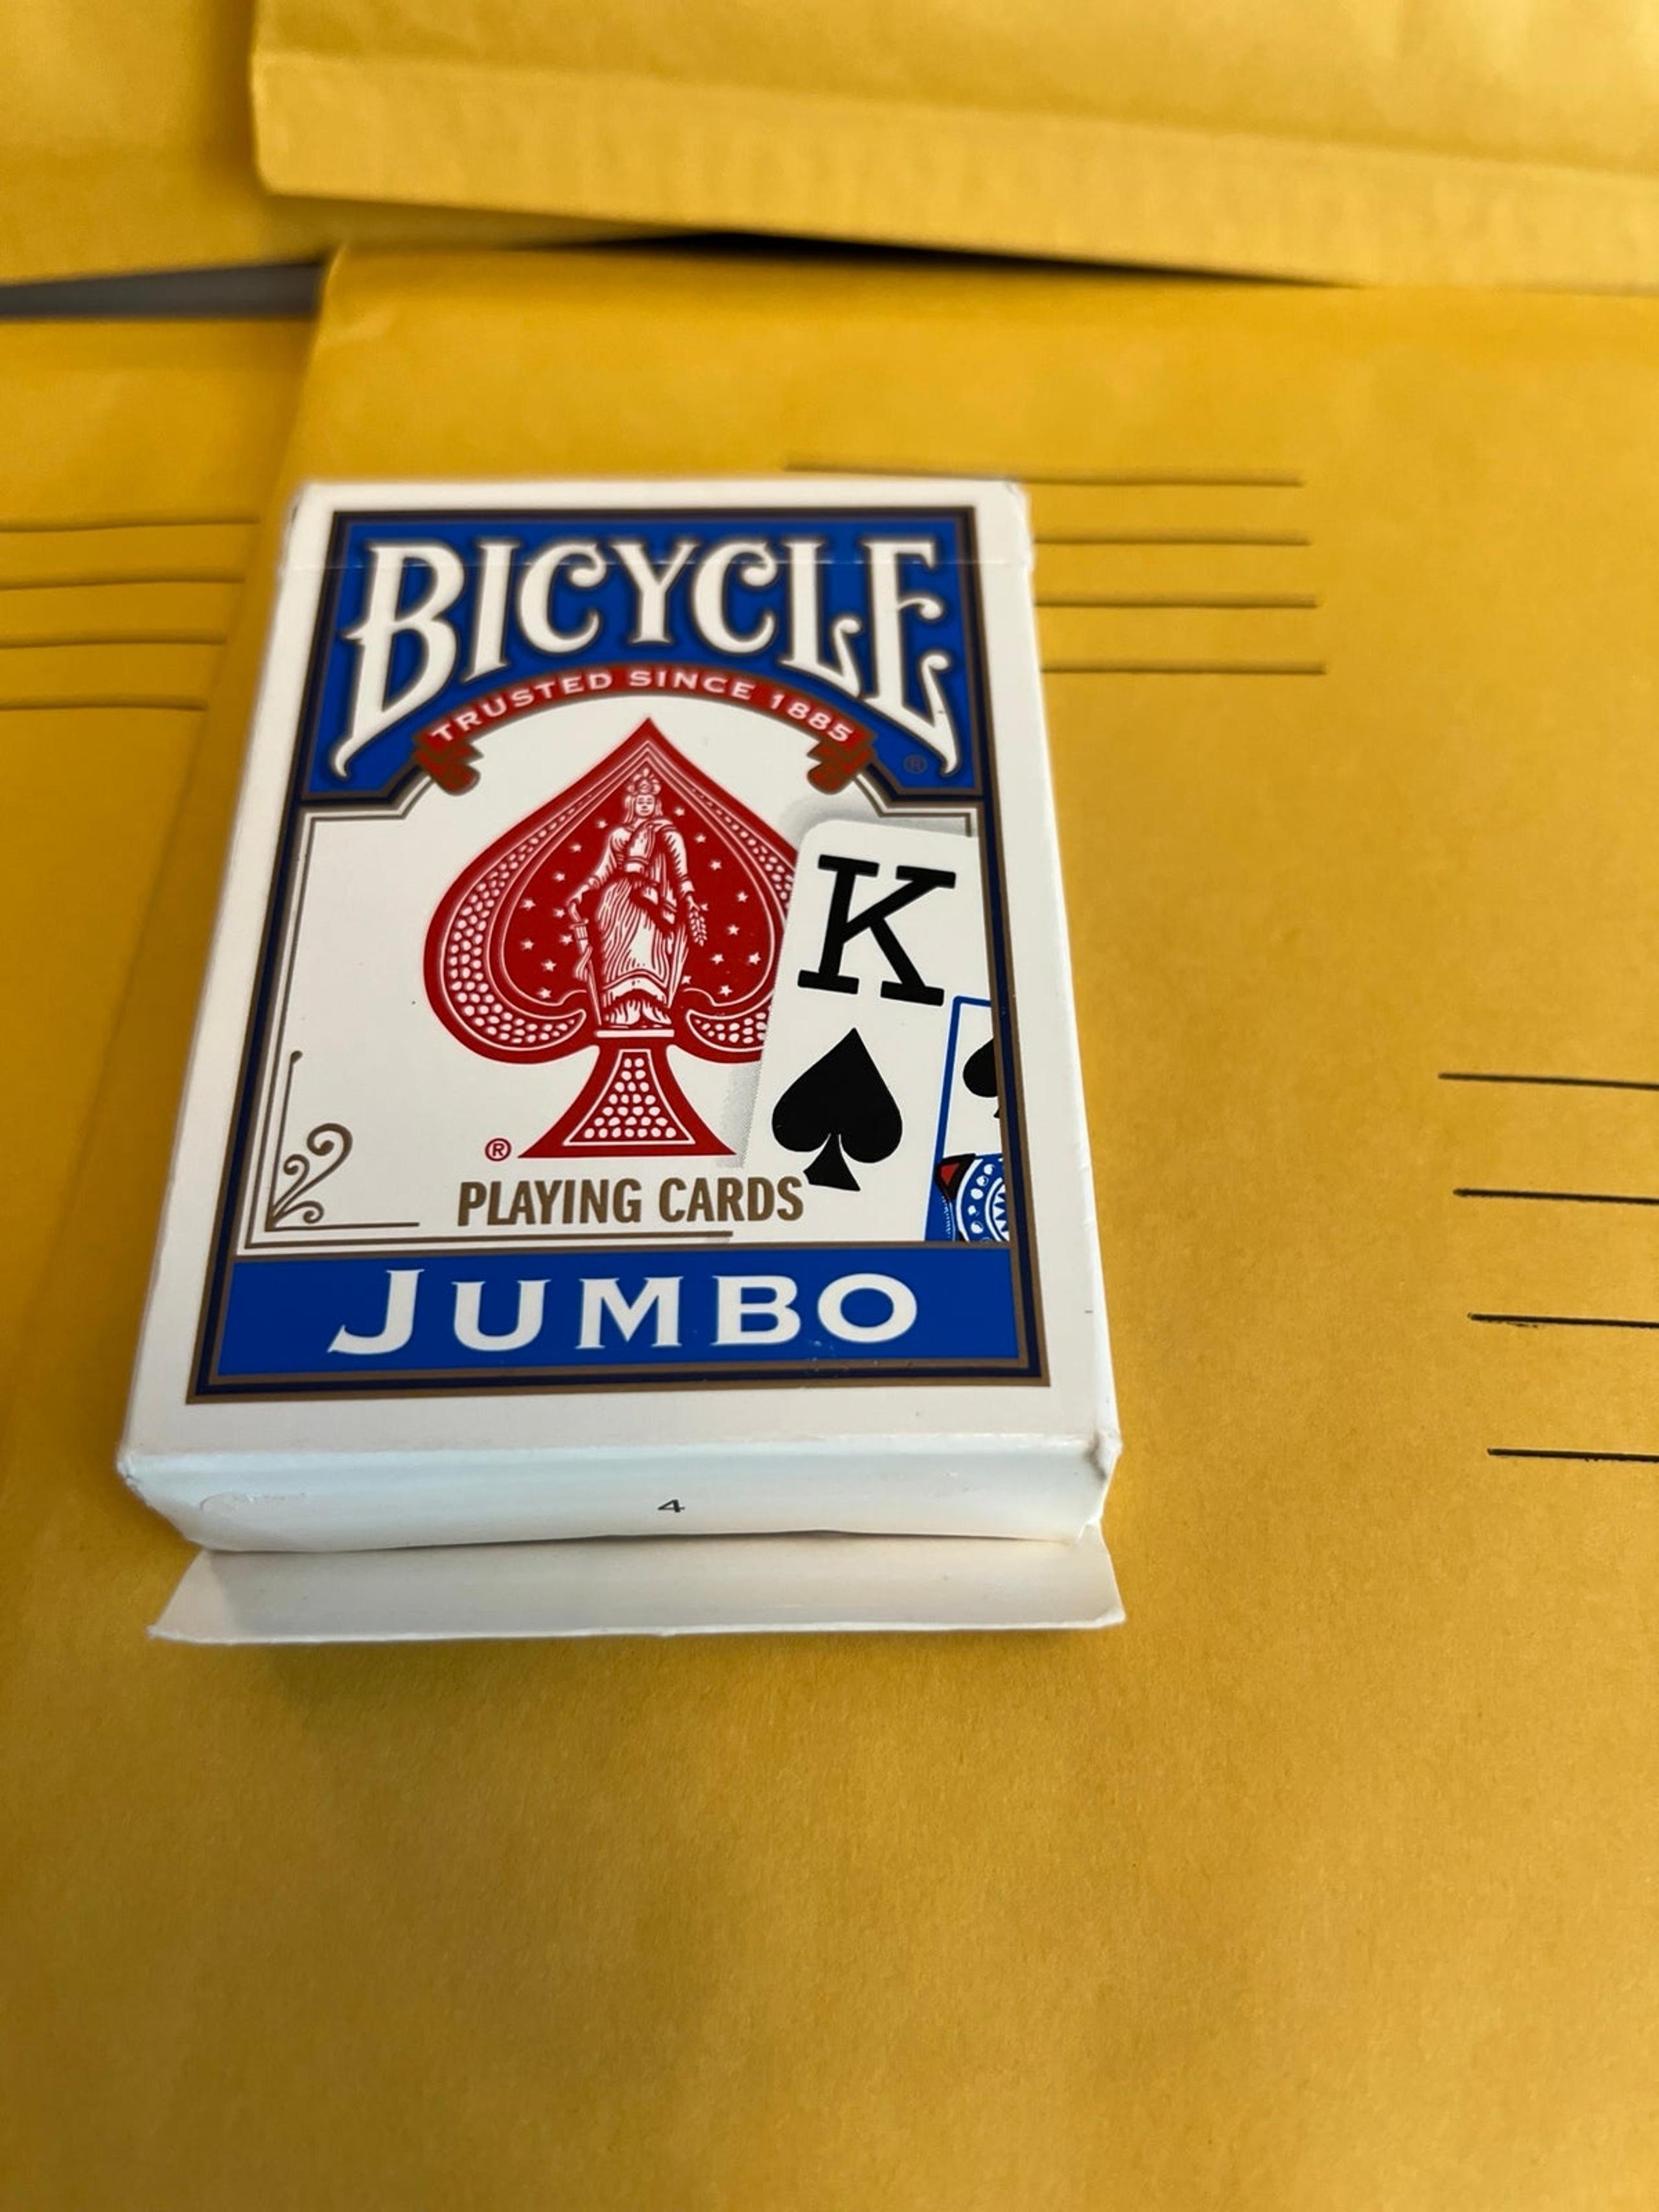 BICYCLE
®
TRUSTED SINCE 1885
K
®
PLAYING CARDS
JUMBO
4